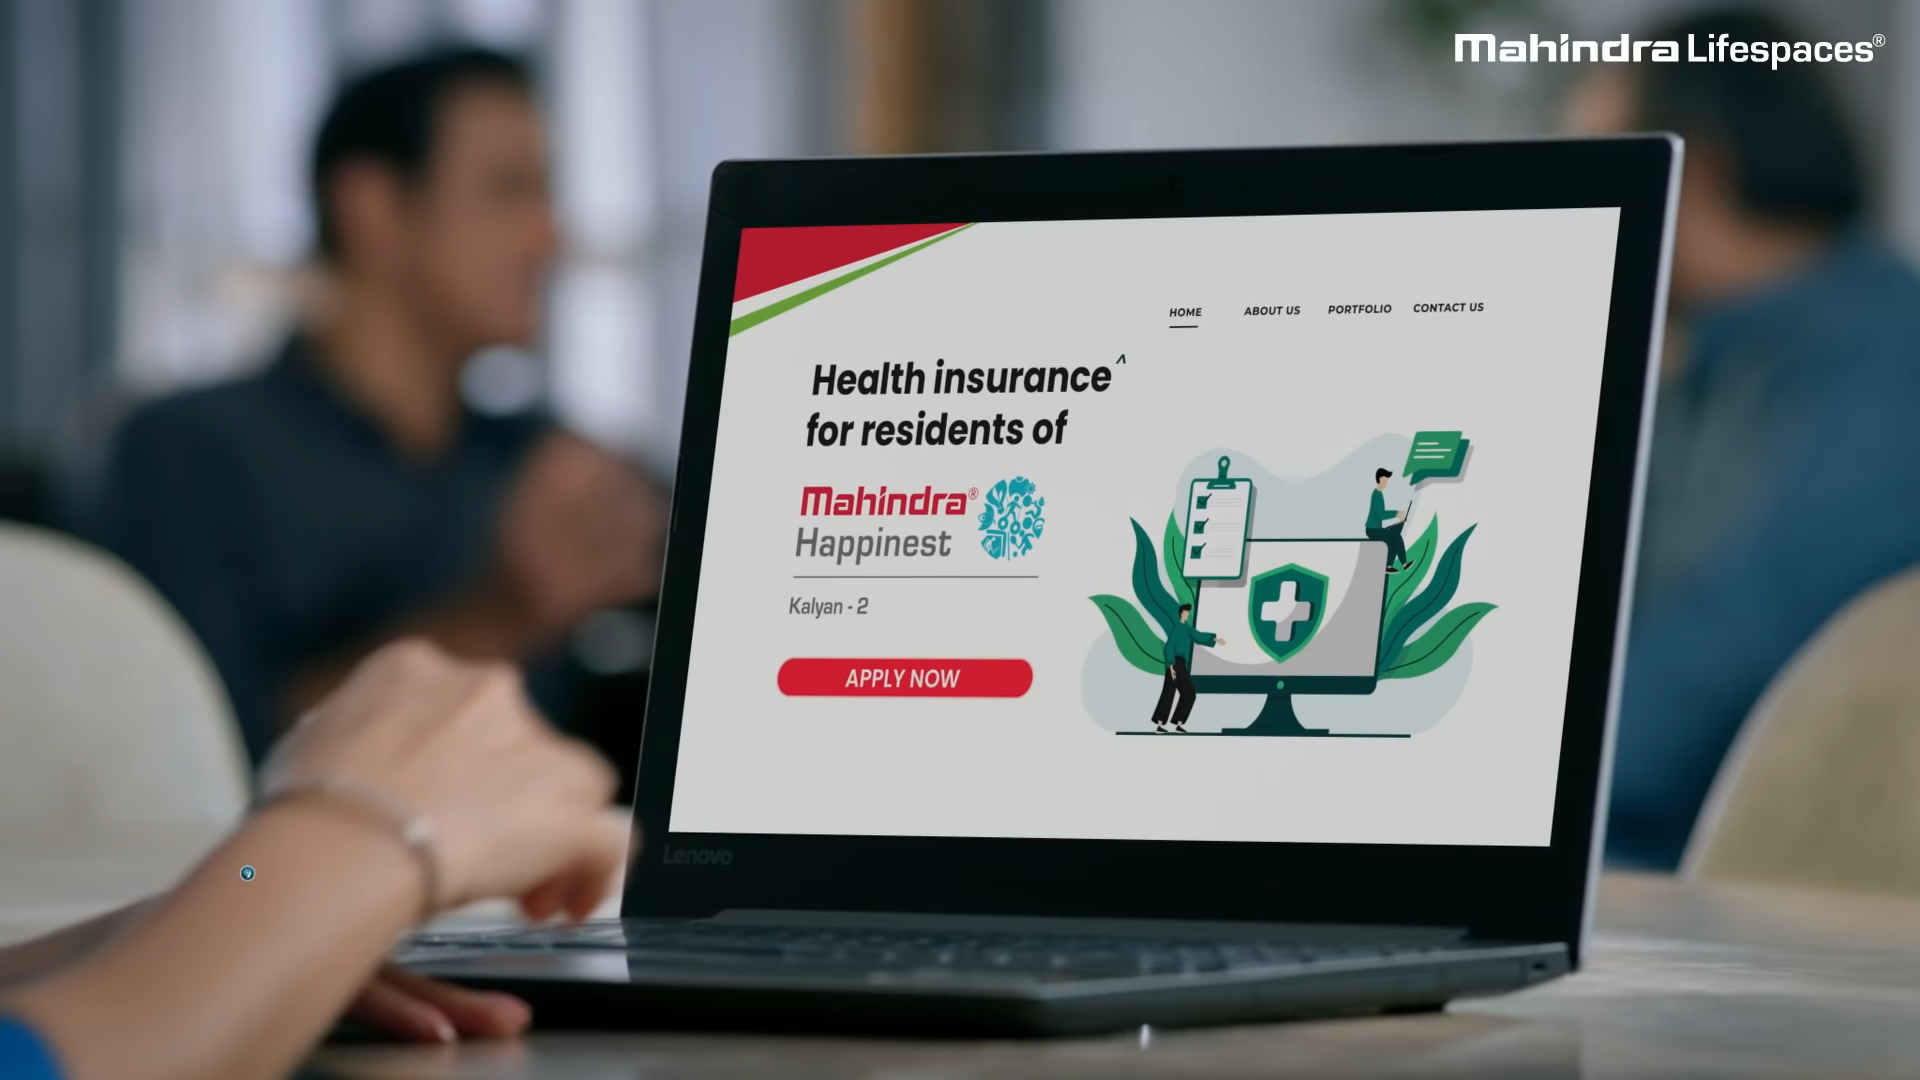 Mahindra Lifespaces®
HOME ABOUT US PORTFOLIO CONTACT US
Health insurance^
for residents of
Mahindra®
Happinest
Kalyan - 2
APPLY NOW
Lenovo